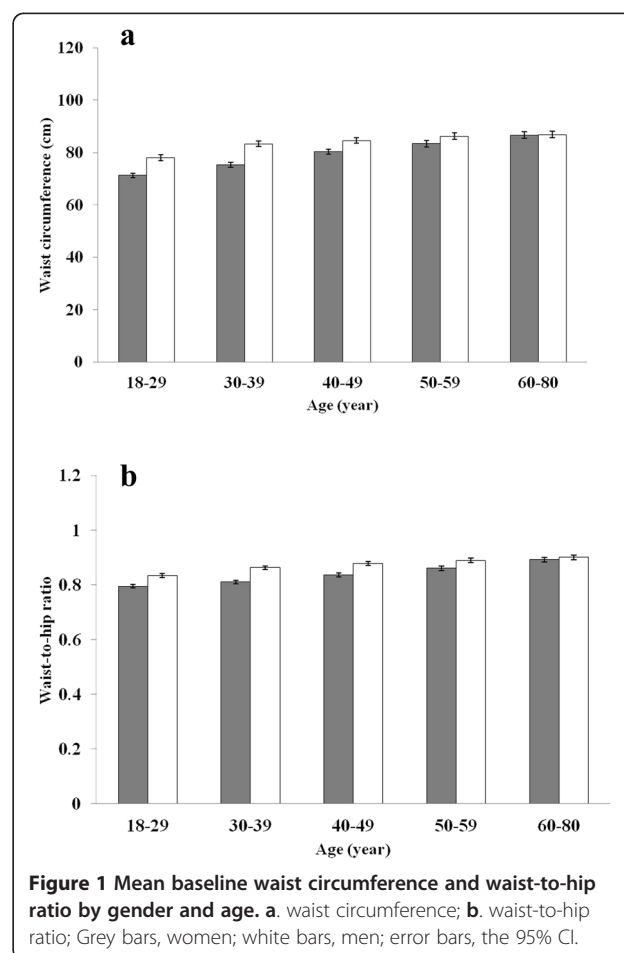 a
120
100
80
60
40
20
0
Waist circumference (cm)
18-29 30-39 40-49 50-59 60-80
Age (year)
b
1.2
1
0.8
0.6
0.4
0.2
0
Waist-to-hip ratio
18-29 30-39 40-49 50-59 60-80
Age (year)
Figure 1 Mean baseline waist circumference and waist-to-hip
ratio by gender and age. a. waist circumference; b. waist-to-hip
ratio; Grey bars, women; white bars, men; error bars, the 95% CI.